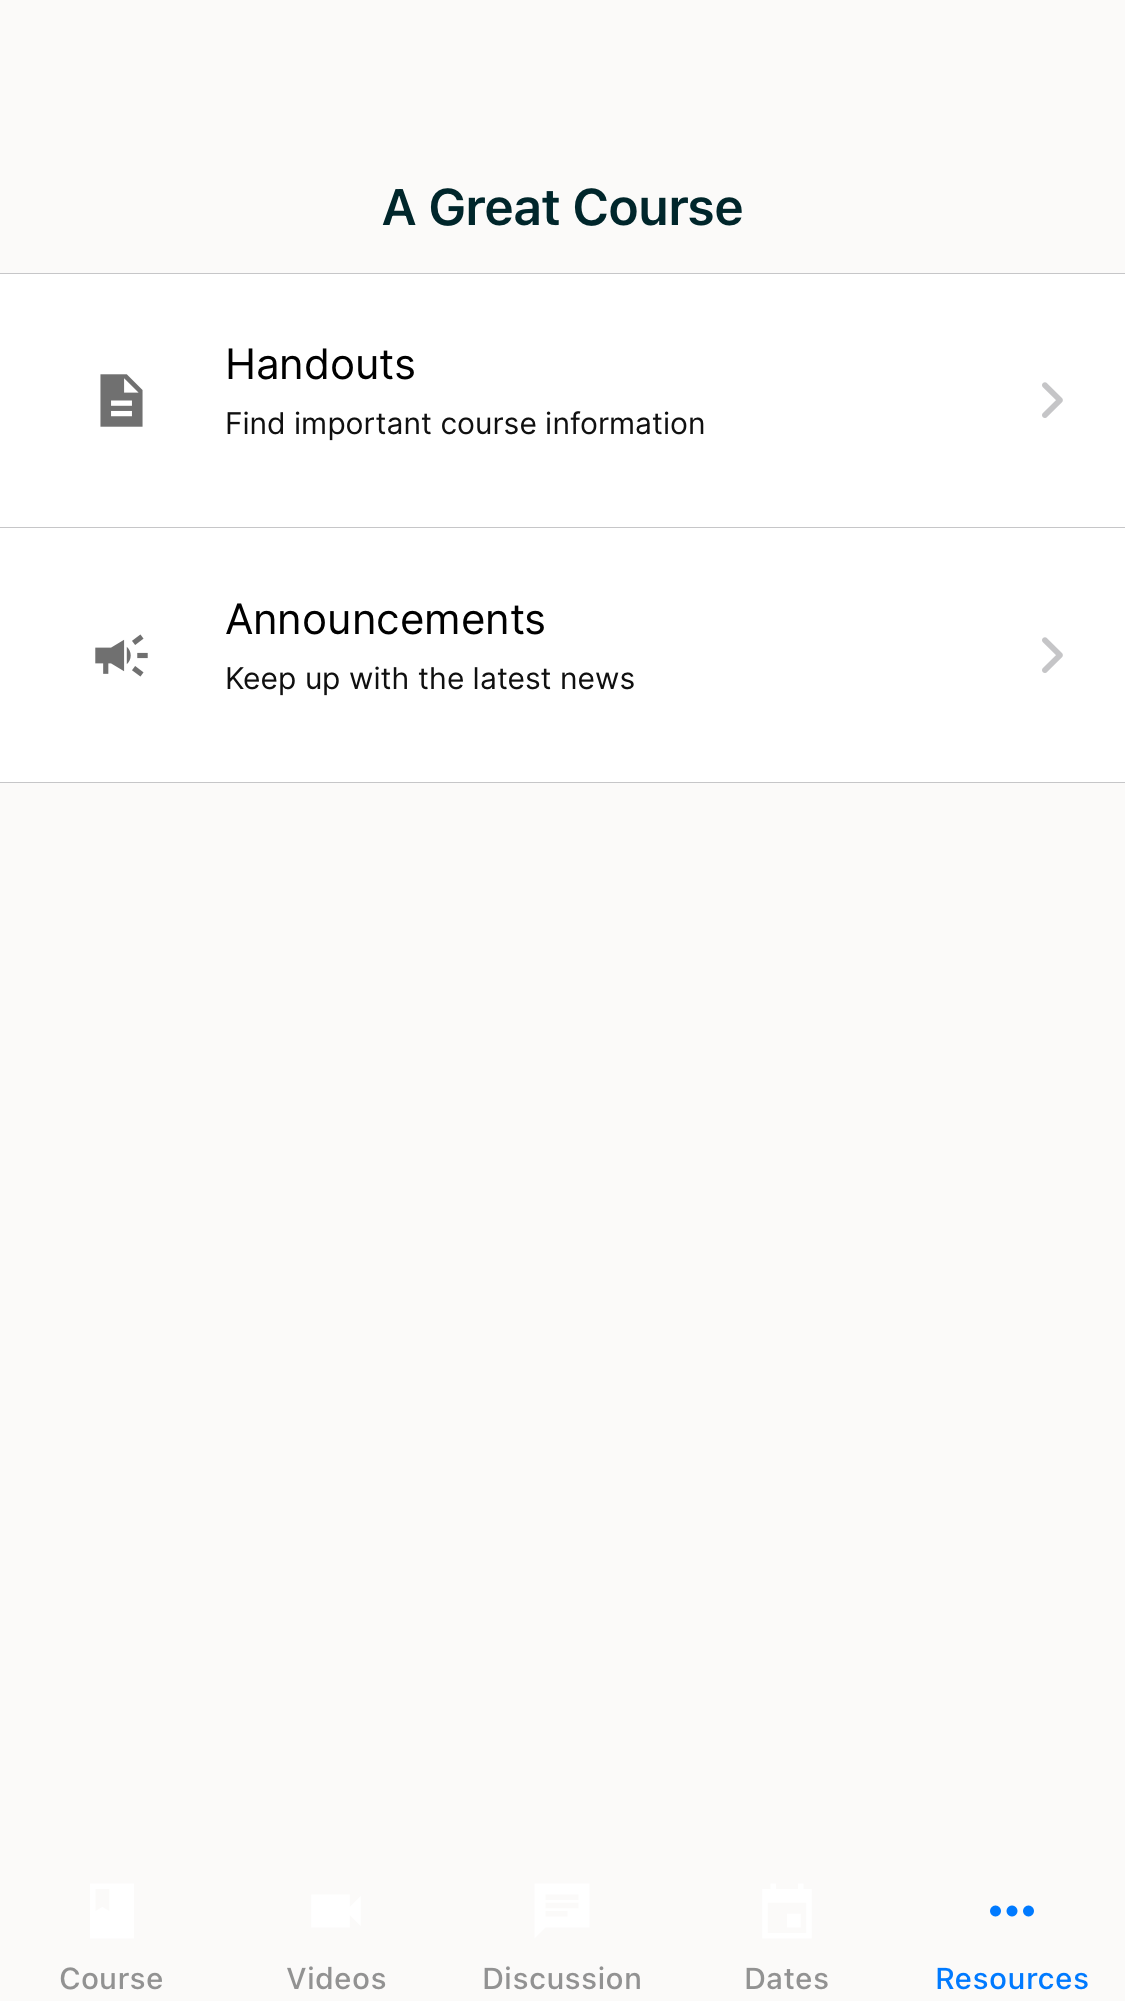 A Great Course
Handouts
Find important course information
Announcements
Keep up with the latest news
Course
Videos
Discussion
Dates
Resources